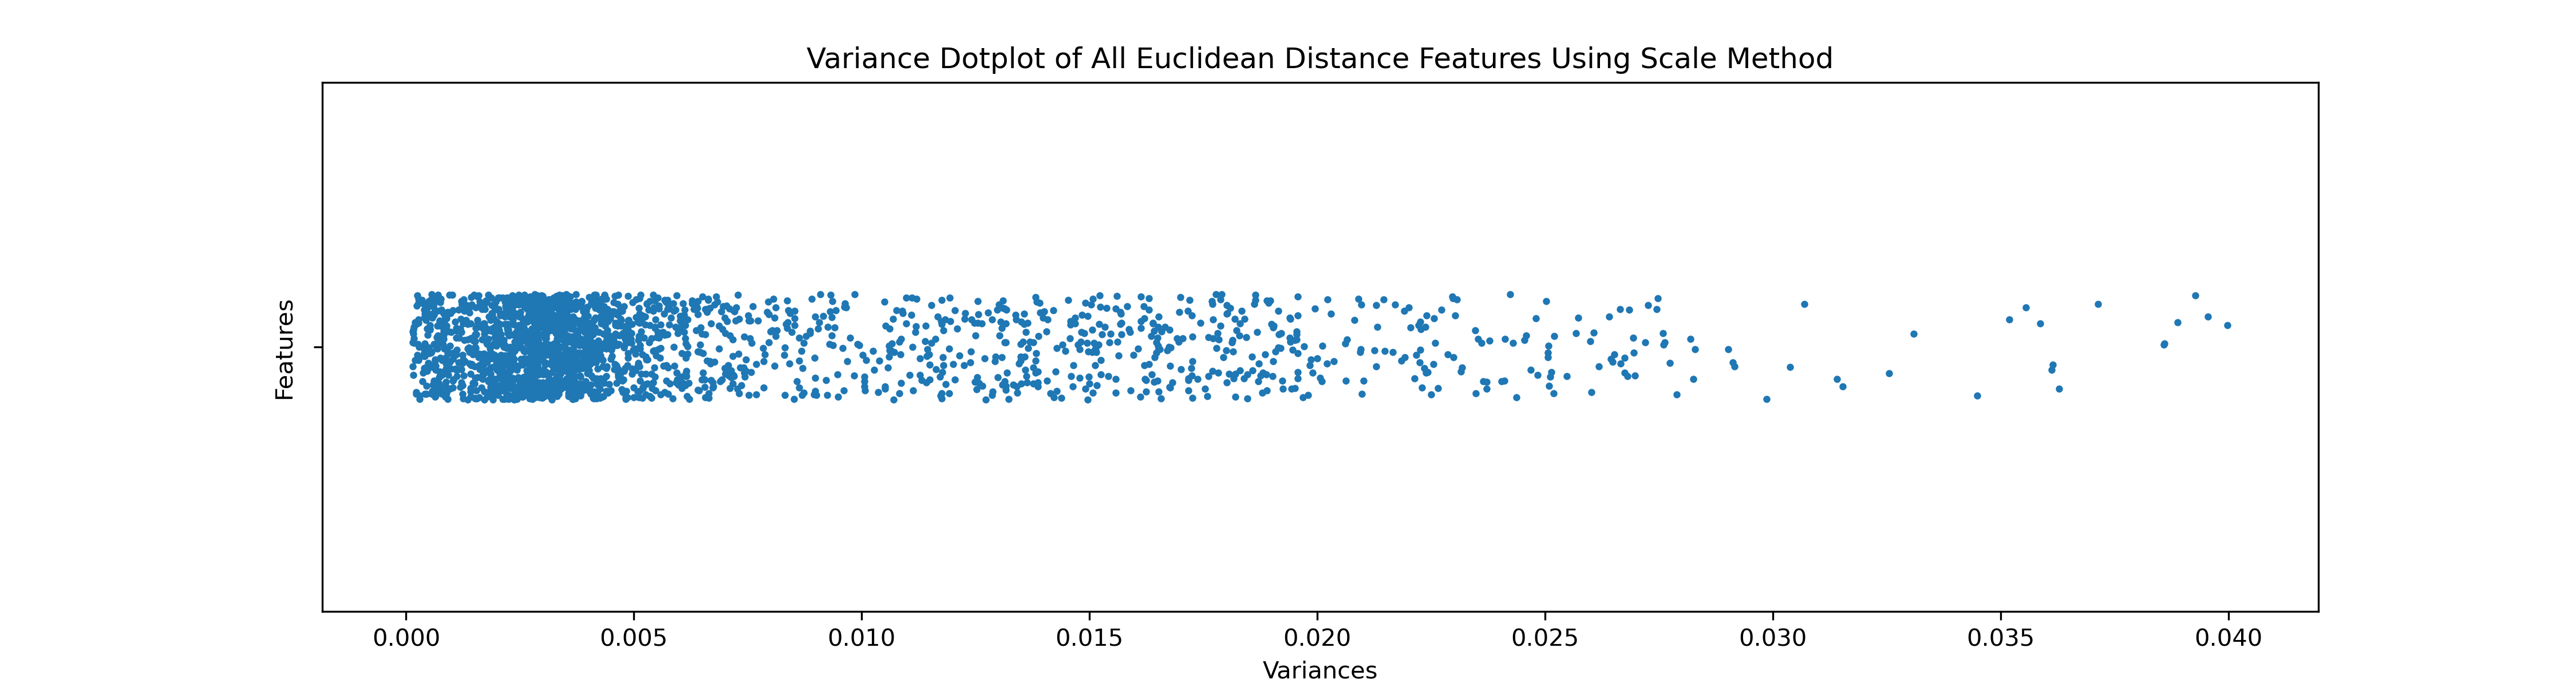 Variance Dotplot of All Euclidean Distance Features Using Scale Method
Features
0.000 0.005 0.010 0.015 0.020 0.025 0.030 0.035 0.040
Variances